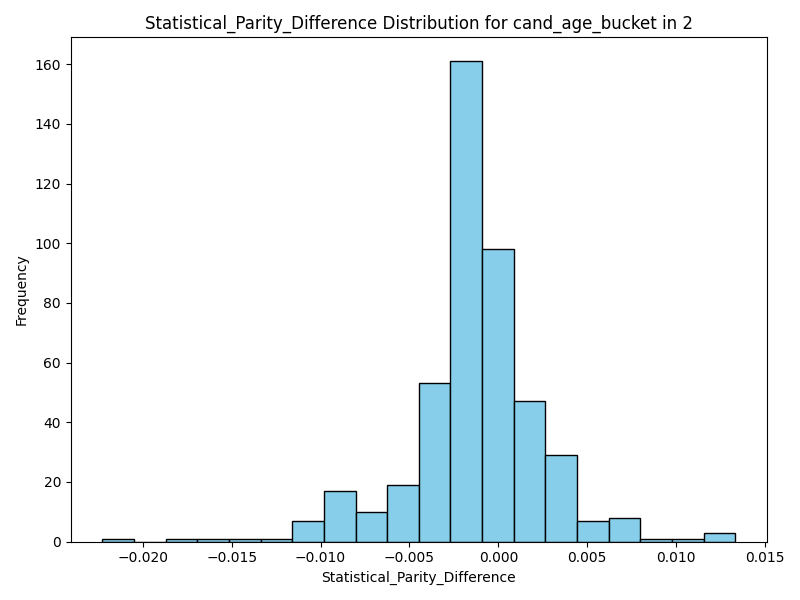 Statistical_Parity_Difference Distribution for cand_age_bucket in 2
160
140
120
100
80
60
40
20
0
Frequency
−0.020 −0.015 −0.010 −0.005 0.000 0.005 0.010 0.015
Statistical_Parity_Difference